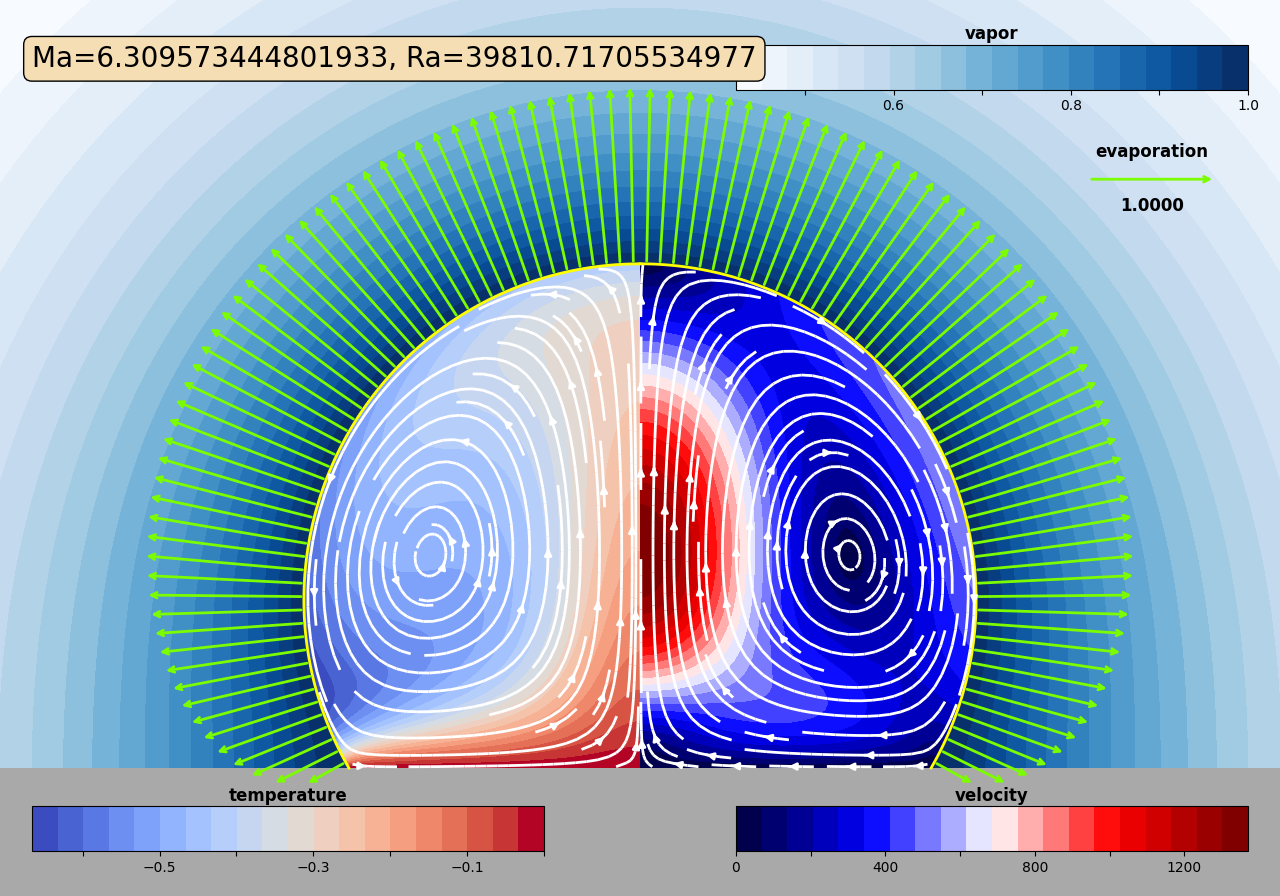 vapor
Ma=6.309573444801933, Ra=39810.71705534977
0.6 0.8 1.0
evaporation
1.0000
temperature velocity
−0.5 −0.3 −0.1 0 400 800 1200